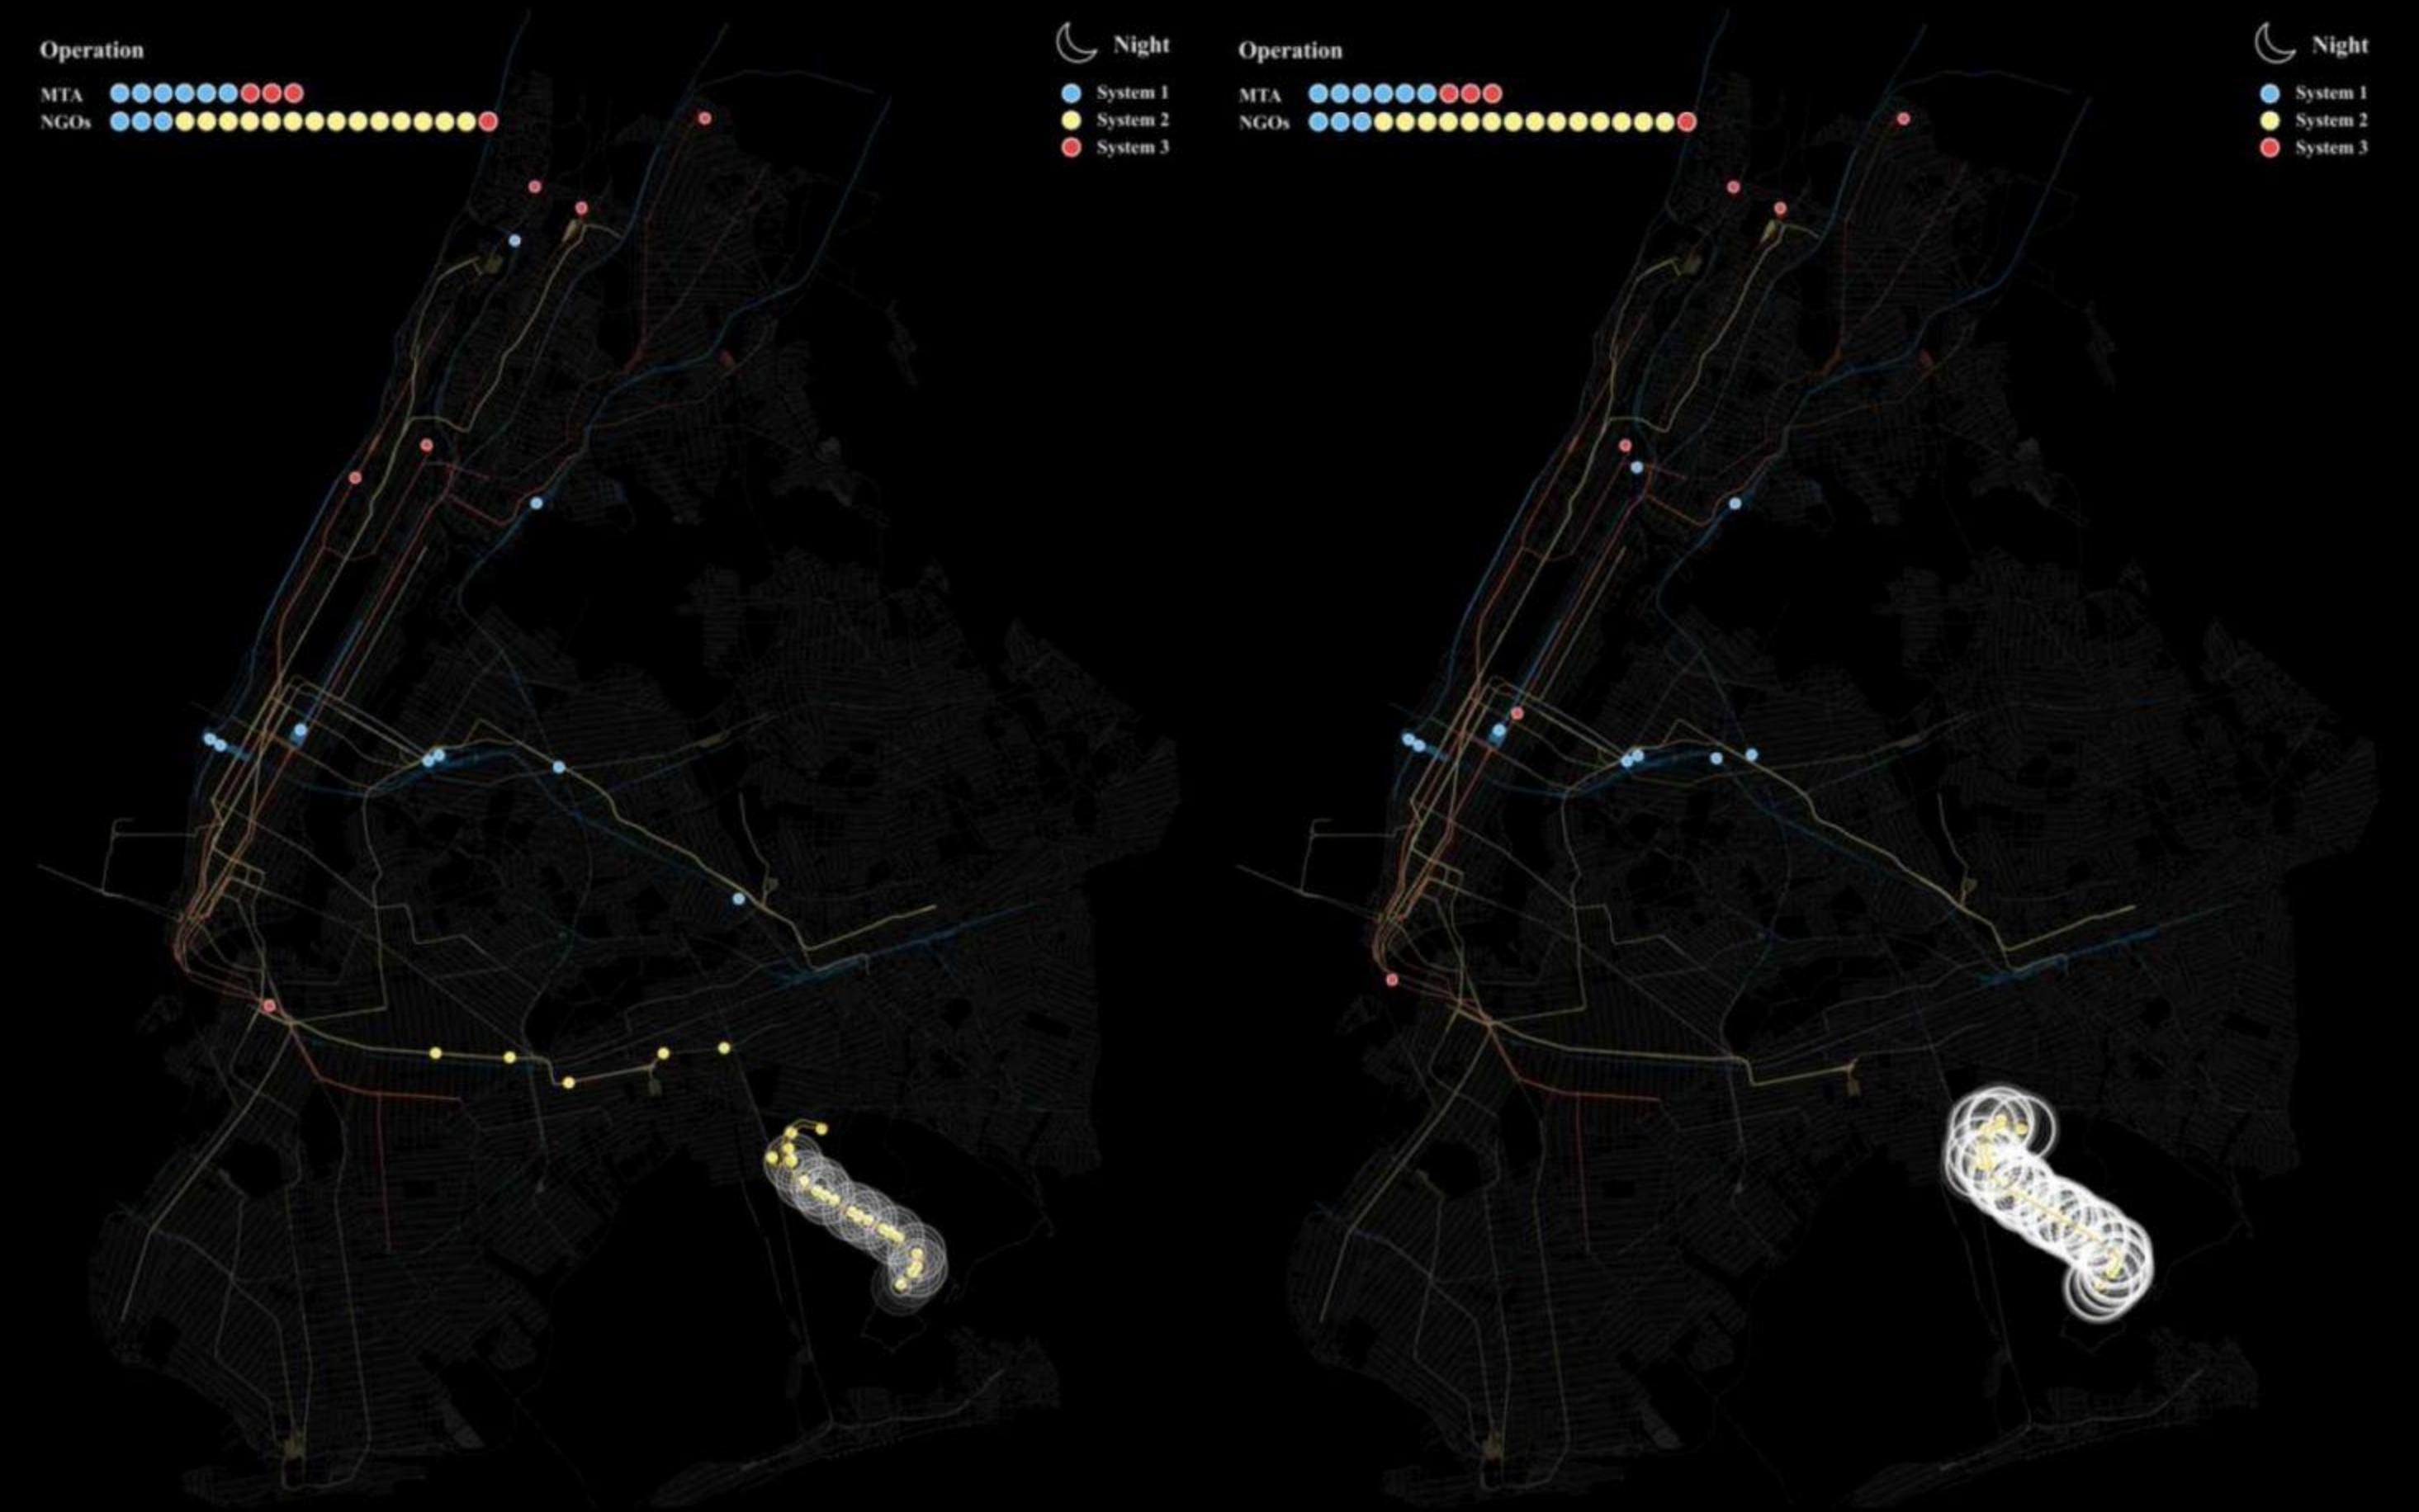 Operation
MTA
NGOs
Night
System 1
System 2
System 3
Operation
MTA
NGOs
Night
System 1
System 2
System 3